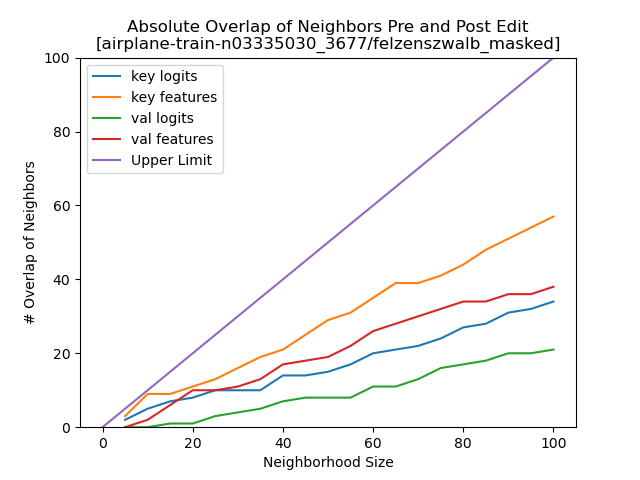 Absolute Overlap of Neighbors Pre and Post Edit
[airplane-train-n03335030_3677/felzenszwalb_masked]
100
80
60
40
20
0
# Overlap of Neighbors
key logits
key features
val logits
val features
Upper Limit
0 20 40 60 80 100
Neighborhood Size